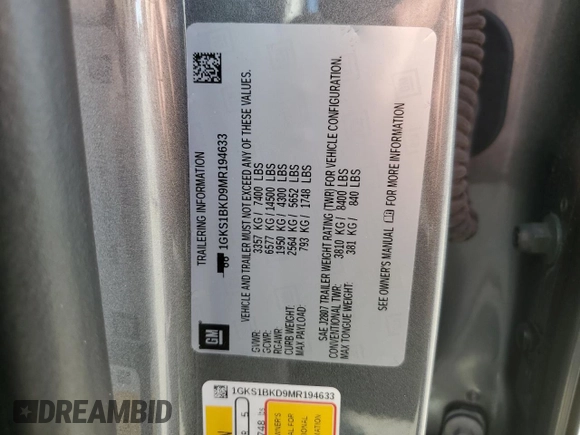 GM
TRAILERING INFORMATION
1GKS1BKD9MR194633
VEHICLE AND TRAILER MUST NOT EXCEED ANY OF THESE VALUES.
GVWR: 3357 KG / 7400 LBS
GCWR: 6577 KG / 14500 LBS
RGAWR 1950 KG / 4300 LBS
CURB WEIGHT: 2564 KG / 5652 LBS
MAX PAYLOAD: 793 KG / 1748 LBS
SAE J2807 TRAILER WEIGHT RATING (TWR) FOR VEHICLE CONFIGURATION.
CONVENTIONAL TWR: 3810 KG / 8400 LBS
MAX TONGUE WEIGHT: 381 KG / 840 LBS
SEE OWNER'S MANUAL FOR MORE INFORMATION
1GKS1BKD9MR194633
5
DREAMBID